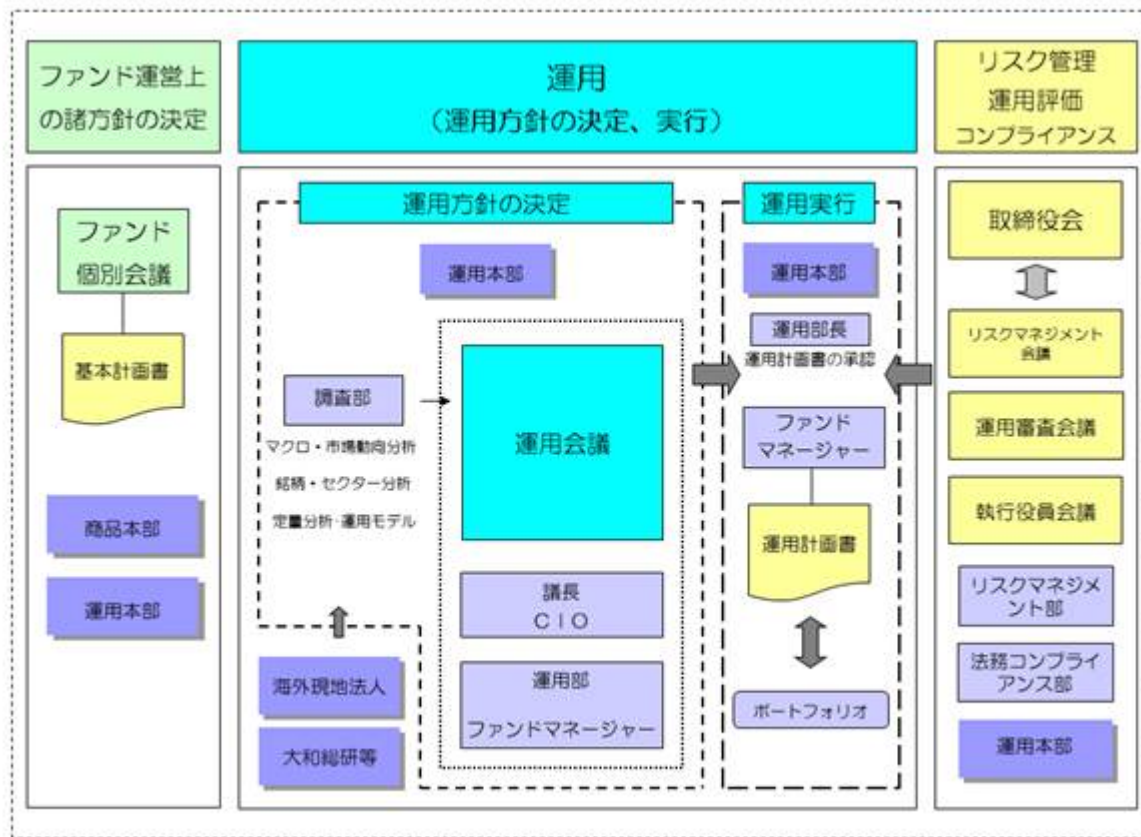 ファンド運営上
の諸方針の決定
運用
（運用方針の決定、実行）
リスク管理
運用評価
コンプライアンス
ファンド
個別会議
基本計画書
商品本部
運用本部
運用方針の決定
運用本部
調査部
マクロ・市場動向分析
銘柄・セクター分析
定量分析・運用モデル
運用会議
議長
ＣＩＯ
運用部
ファンドマネージャー
海外現地法人
大和総研等
運用実行
運用本部
運用部長
運用計画書の承認
ファンド
マネージャー
運用計画書
ポートフォリオ
取締役会
リスクマネジメント
会議
運用審査会議
執行役員会議
リスクマネジメ
ント部
法務コンプライ
アンス部
運用本部